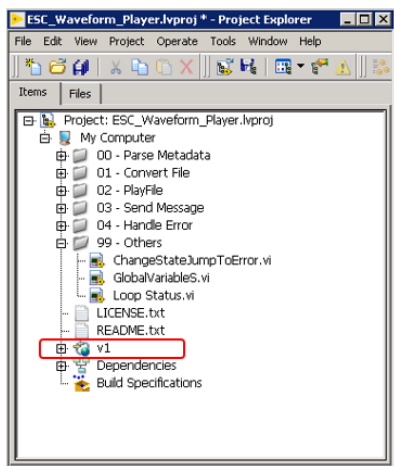 ESC_Waveform_Player.lvproj * - Project Explorer
File Edit View Project Operate Tools Window Help
Items Files
Project: ESC_Waveform_Player.lvproj
My Computer
00 - Parse Metadata
01 - Convert File
02 - PlayFile
03 - Send Message
04 - Handle Error
99 - Others
ChangeStateJumpToError.vi
GlobalVariableS.vi
Loop Status.vi
LICENSE.txt
README.txt
v1
Dependencies
Build Specifications